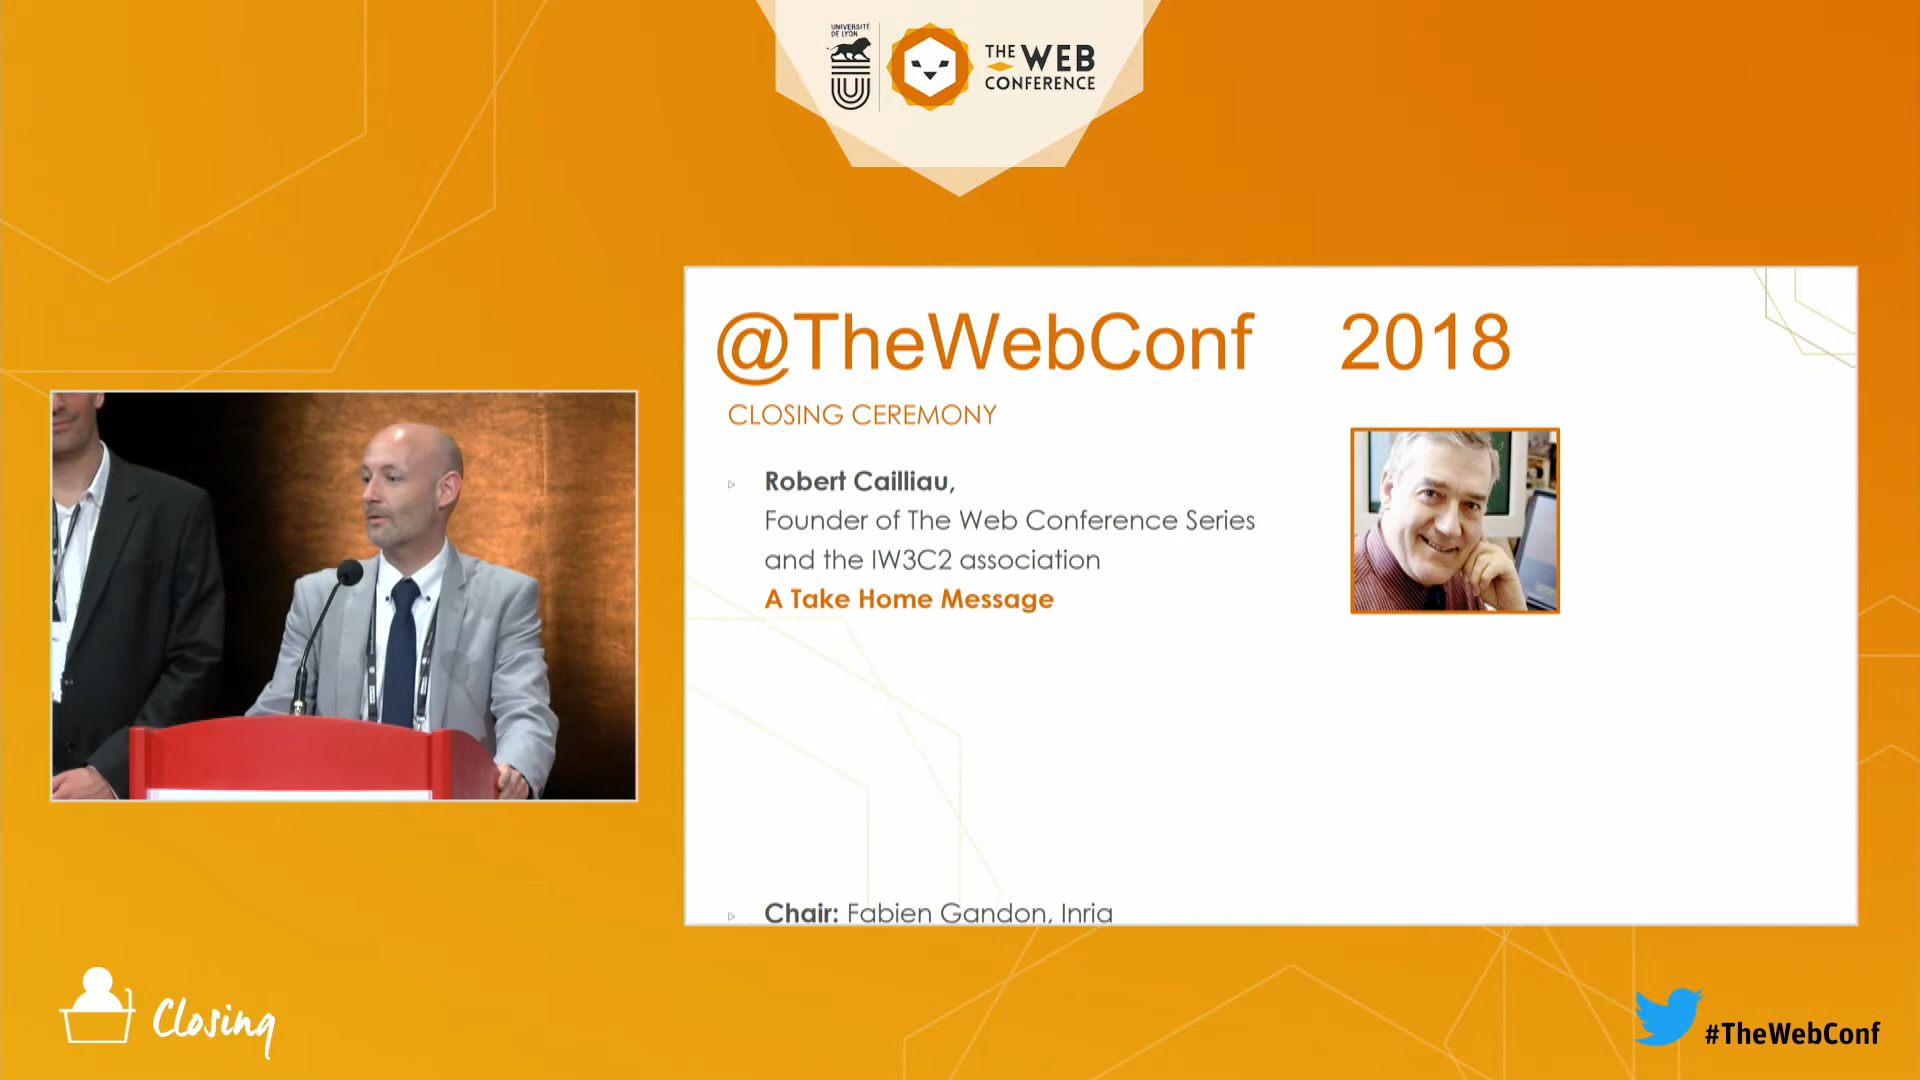 UNIVERSITÉ
DE LYON
THE WEB
CONFERENCE
@TheWebConf 2018
CLOSING CEREMONY
Robert Cailliau,
Founder of The Web Conference Series
and the IW3C2 association
A Take Home Message
Chair: Fabien Gandon, Inria
Closing
#TheWebConf